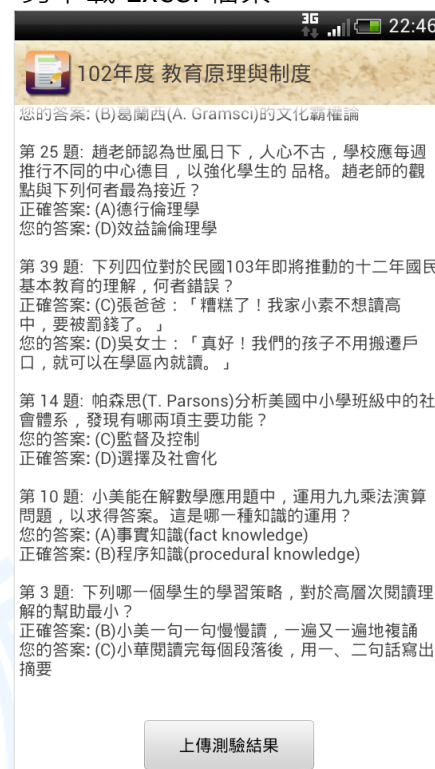 22:46
102年度 教育原理與制度
您的答案: (B)葛蘭西(A. Gramsci)的文化霸權論
第 25 題: 趙老師認為世風日下，人心不古，學校應每週
推行不同的中心德目，以強化學生的 品格。趙老師的觀
點與下列何者最為接近？
正確答案: (A)德行倫理學
您的答案: (D)效益論倫理學
第 39 題: 下列四位對於民國103年即將推動的十二年國民
基本教育的理解，何者錯誤？
正確答案: (C)張爸爸：「糟糕了！我家小素不想讀高
中，要被罰錢了。」
您的答案: (D)吳女士：「真好！我們的孩子不用搬遷戶
口，就可以在學區內就讀。」
第 14 題: 帕森思(T. Parsons)分析美國中小學班級中的社
會體系，發現有哪兩項主要功能？
您的答案: (C)監督及控制
正確答案: (D)選擇及社會化
第 10 題: 小美能在解數學應用題中，運用九九乘法演算
問題，以求得答案。這是哪一種知識的運用？
您的答案: (A)事實知識(fact knowledge)
正確答案: (B)程序知識(procedural knowledge)
第 3 題: 下列哪一個學生的學習策略，對於高層次閱讀理
解的幫助最小？
正確答案: (B)小美一句一句慢慢讀，一遍又一遍地複誦
您的答案: (C)小華閱讀完每個段落後，用一、二句話寫出
摘要
上傳測驗結果